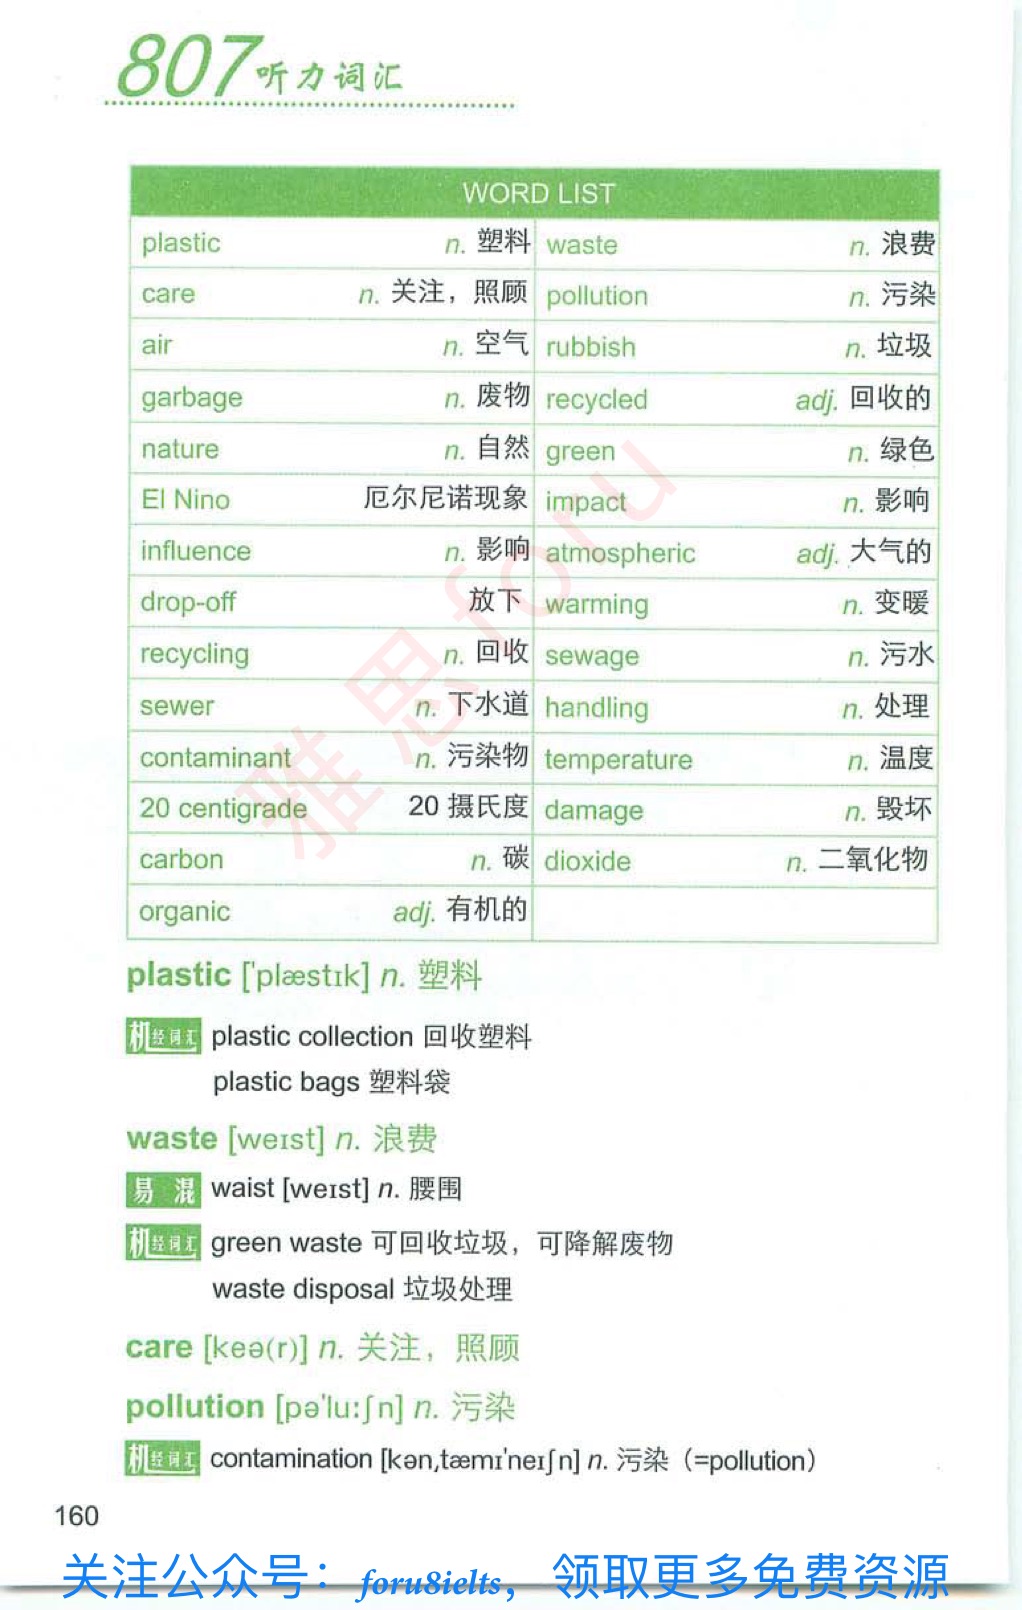 807听力词汇
WORD LIST
plastic n. 塑料 waste n. 浪费
care n. 关注，照顾 pollution n. 污染
air n. 空气 rubbish n. 垃圾
garbage n. 废物 recycled adj. 回收的
nature n. 自然 green n. 绿色
El Nino 厄尔尼诺现象 impact n. 影响
influence n. 影响 atmospheric adj. 大气的
drop-off 放下 warming n. 变暖
recycling n. 回收 sewage n. 污水
sewer n. 下水道 handling n. 处理
contaminant n. 污染物 temperature n. 温度
20 centigrade 20 摄氏度 damage n. 毁坏
carbon n. 碳 dioxide n. 二氧化物
organic adj. 有机的
雅思foru
plastic ['plæstɪk] n. 塑料
机经词汇 plastic collection 回收塑料
plastic bags 塑料袋
waste [weɪst] n. 浪费
易混 waist [weɪst] n. 腰围
机经词汇 green waste 可回收垃圾，可降解废物
waste disposal 垃圾处理
care [keə(r)] n. 关注，照顾
pollution [pə'luːʃn] n. 污染
机经词汇 contamination [kənˌtæmɪ'neɪʃn] n. 污染（=pollution）
160
关注公众号：foru8ielts，领取更多免费资源